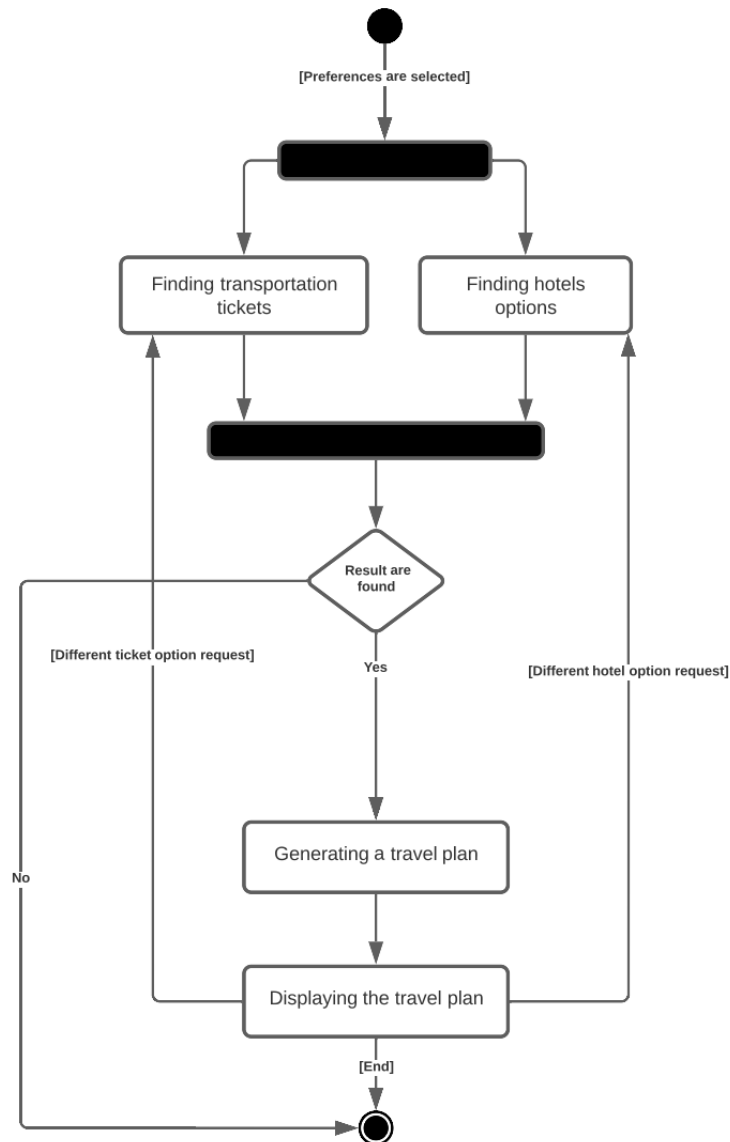 [Preferences are selected]
Finding transportation
tickets
Finding hotels
options
Result are
found
[Different ticket option request]
Yes
[Different hotel option request]
Generating a travel plan
No
Displaying the travel plan
[End]